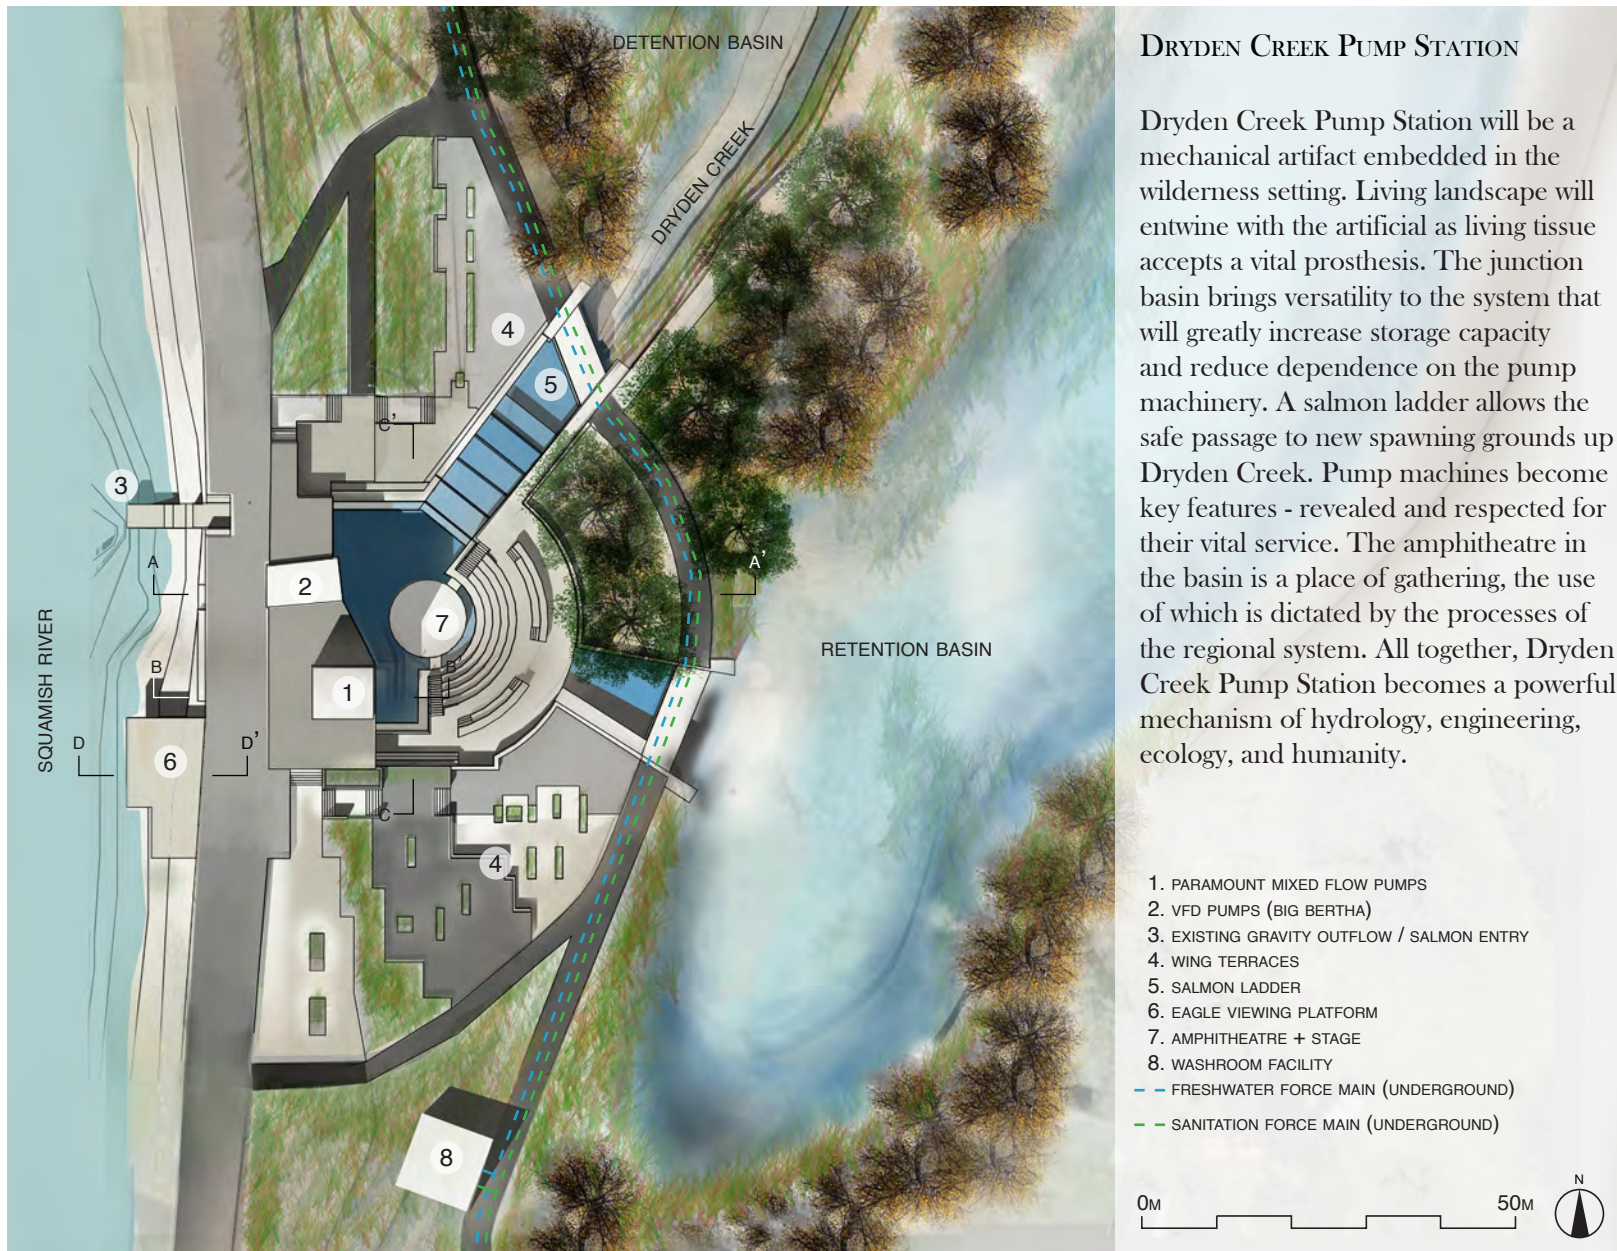 DRYDEN CREEK PUMP STATION
Dryden Creek Pump Station will be a
mechanical artifact embedded in the
wilderness setting. Living landscape will
entwine with the artificial as living tissue
accepts a vital prosthesis. The junction
basin brings versatility to the system that
will greatly increase storage capacity
and reduce dependence on the pump
machinery. A salmon ladder allows the
safe passage to new spawning grounds up
Dryden Creek. Pump machines become
key features - revealed and respected for
their vital service. The amphitheatre in
the basin is a place of gathering, the use
of which is dictated by the processes of
the regional system. All together, Dryden
Creek Pump Station becomes a powerful
mechanism of hydrology, engineering,
ecology, and humanity.
1. PARAMOUNT MIXED FLOW PUMPS
2. VFD PUMPS (BIG BERTHA)
3. EXISTING GRAVITY OUTFLOW / SALMON ENTRY
4. WING TERRACES
5. SALMON LADDER
6. EAGLE VIEWING PLATFORM
7. AMPHITHEATRE + STAGE
8. WASHROOM FACILITY
FRESHWATER FORCE MAIN (UNDERGROUND)
SANITATION FORCE MAIN (UNDERGROUND)
0M 50M
N
DETENTION BASIN
DRYDEN CREEK
4
5
C'
3
A
A'
2
7
SQUAMISH RIVER
RETENTION BASIN
B
B'
1
D
D'
6
C
4
8